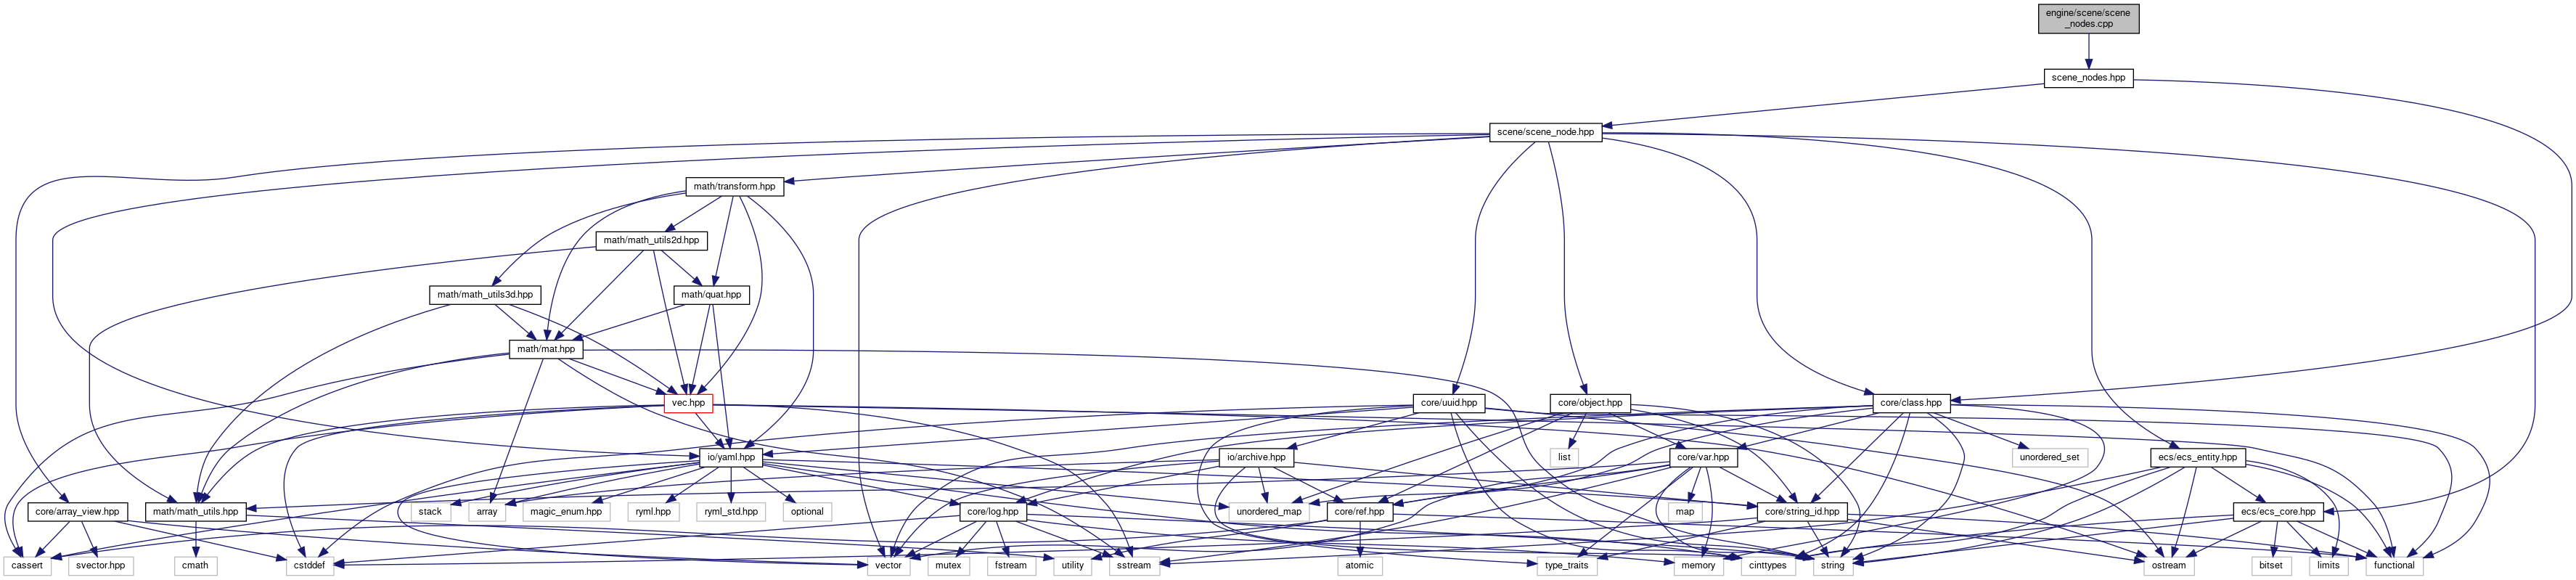 engine/scene/scene
_nodes.cpp
scene_nodes.hpp
scene/scene_node.hpp
math/transform.hpp
math/math_utils2d.hpp
math/math_utils3d.hpp
math/quat.hpp
math/mat.hpp
vec.hpp
core/uuid.hpp
core/object.hpp
core/class.hpp
io/yaml.hpp
io/archive.hpp
list
core/var.hpp
unordered_set
ecs/ecs_entity.hpp
core/array_view.hpp
math/math_utils.hpp
stack
array
magic_enum.hpp
ryml.hpp
ryml_std.hpp
optional
core/log.hpp
unordered_map
core/ref.hpp
map
core/string_id.hpp
ecs/ecs_core.hpp
cassert
svector.hpp
cmath
cstddef
vector
mutex
fstream
utility
sstream
atomic
type_traits
memory
cinttypes
string
ostream
bitset
limits
functional